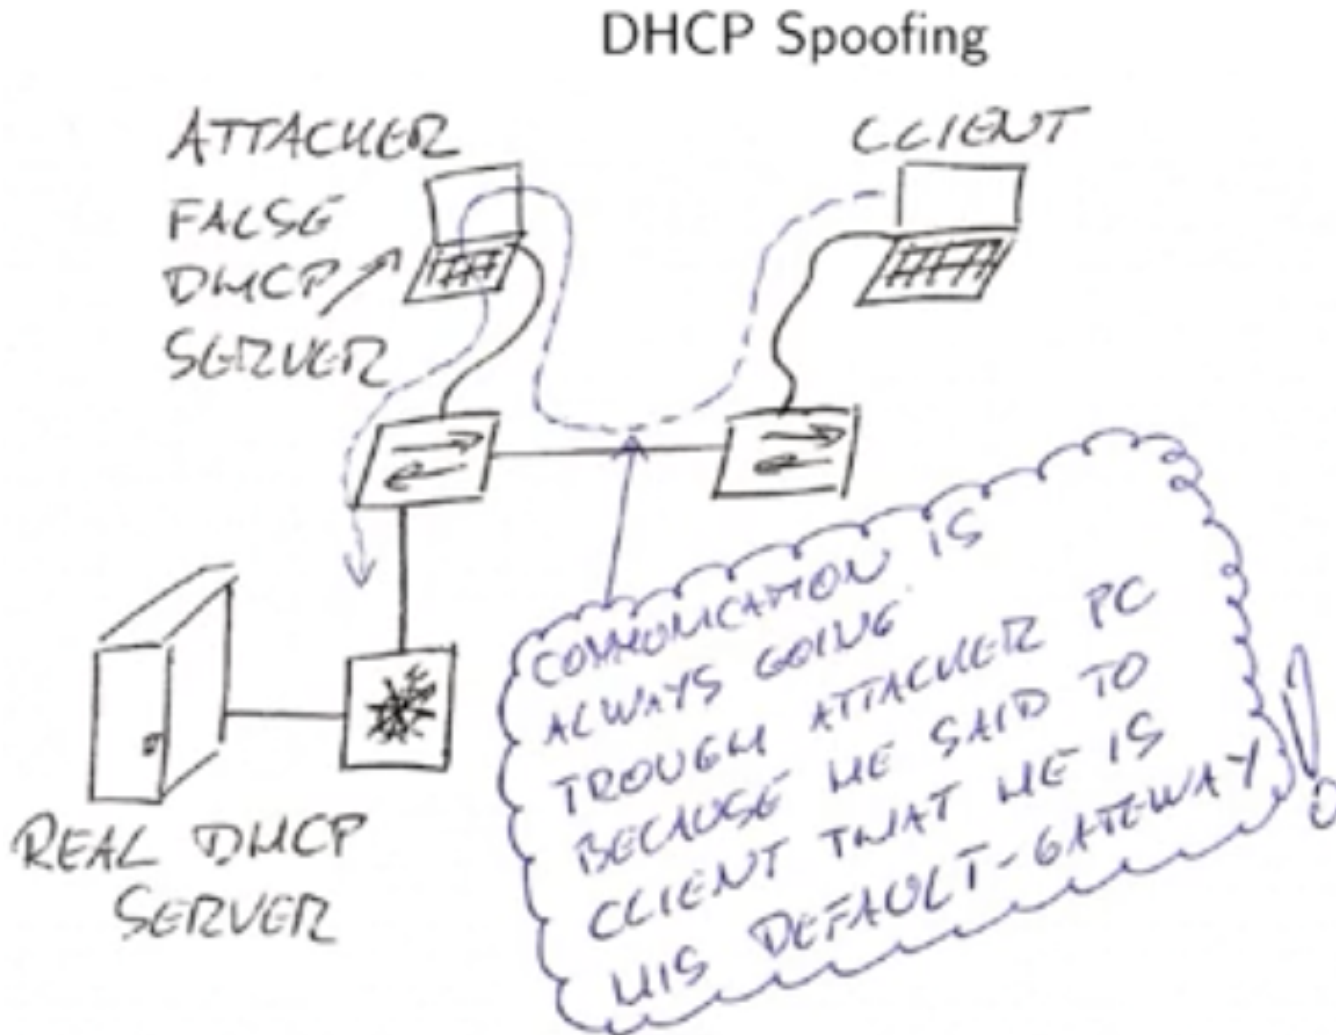 DHCP Spoofing
ATTACKER
FALSE
DHCP
SERVER
CLIENT
COMMUNICATION IS
ALWAYS GOING
TROUGH ATTACKER PC
BECAUSE HE SAID TO
CLIENT THAT HE IS
HIS DEFAULT-GATEWAY!
REAL DHCP
SERVER